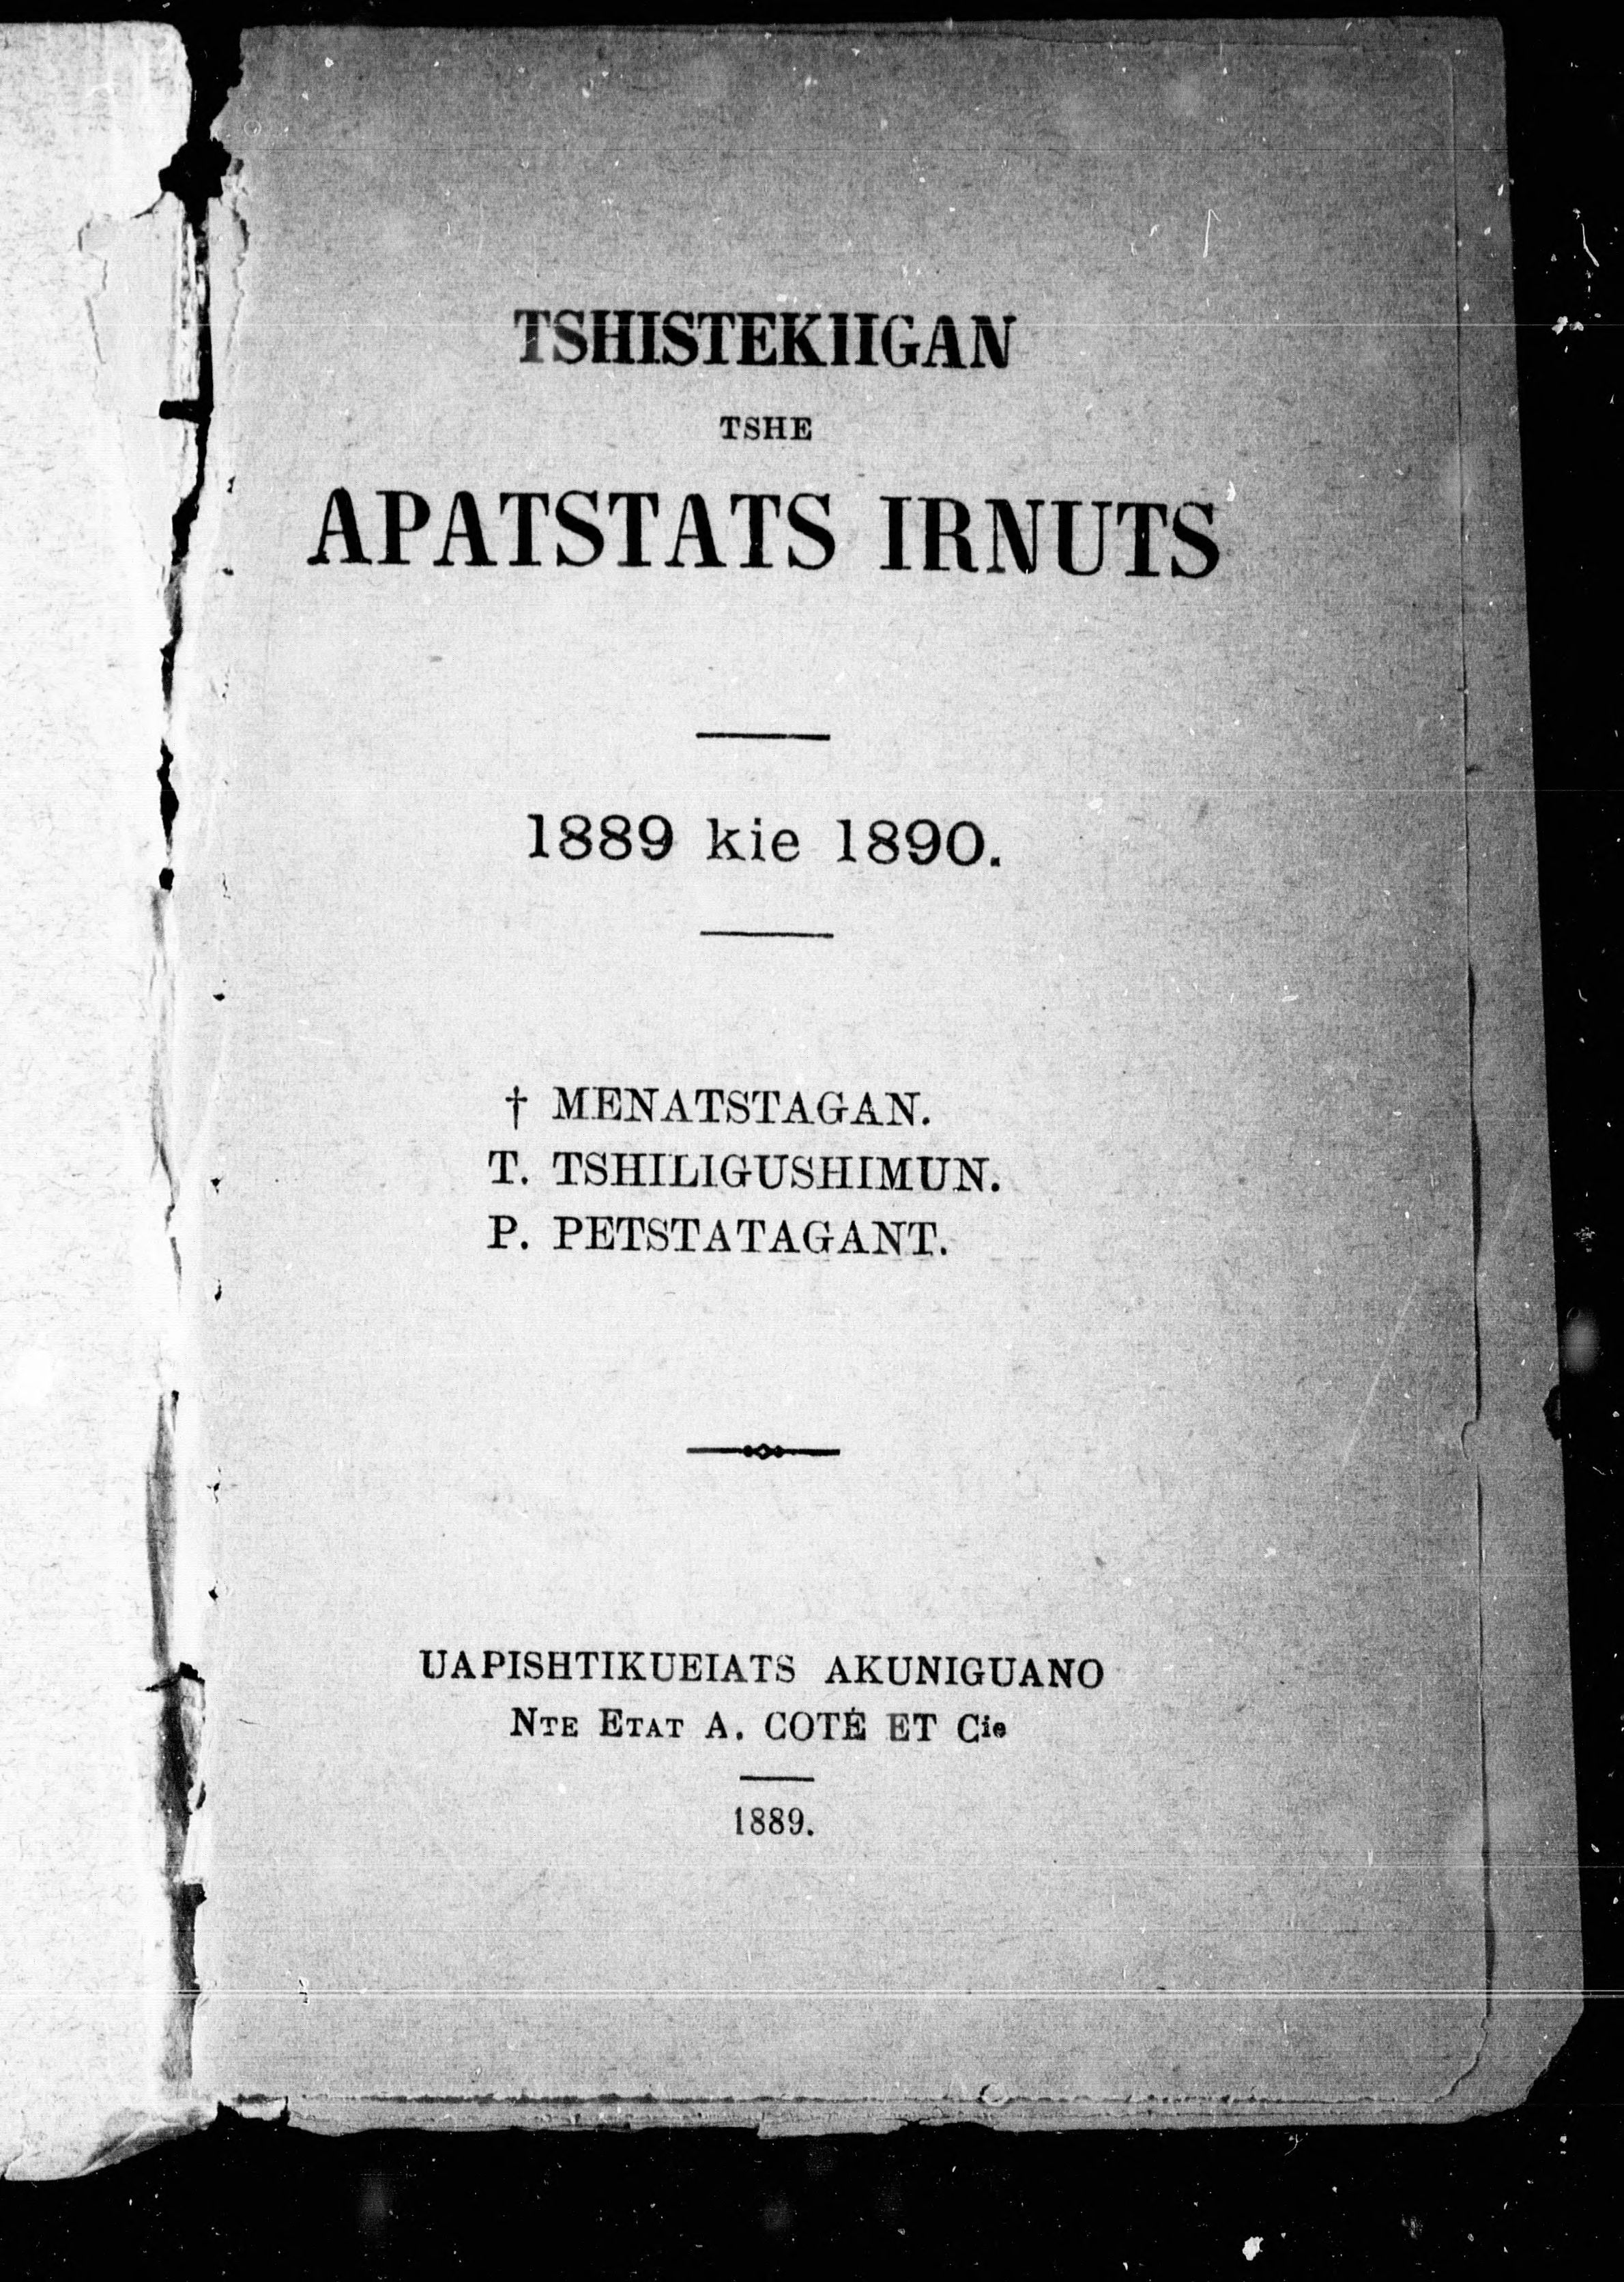 TSHISTEKIIGAN
TSHE
APATSTATS IRNUTS
1889 kie 1890.
† MENATSTAGAN.
T. TSHILIGUSHIMUN.
P. PETSTATAGANT.
UAPISHTIKUEIATS AKUNIGUANO
NTE ETAT A. COTÉ ET Cie
1889.